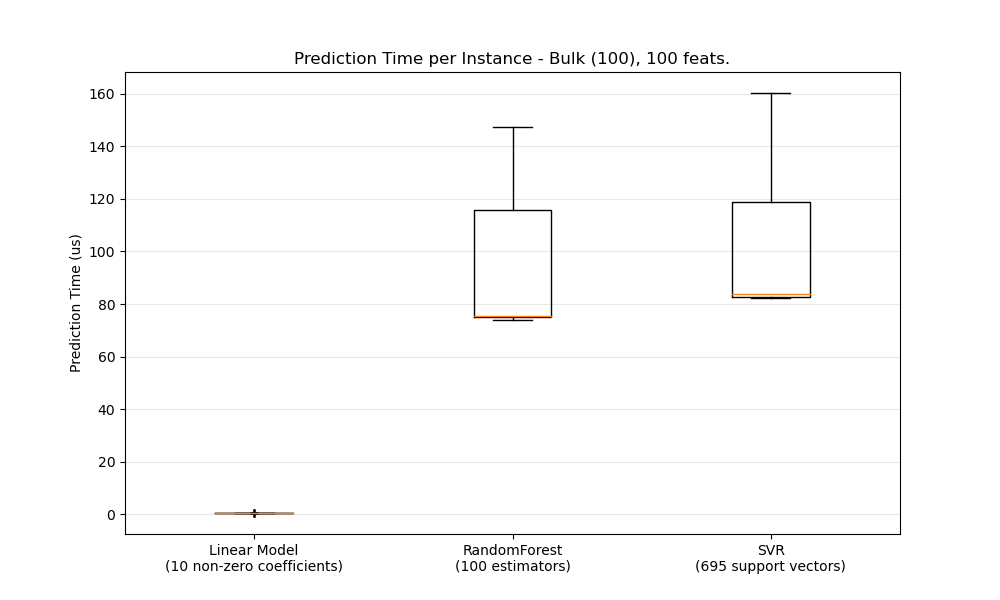 Prediction Time per Instance - Bulk (100), 100 feats.
160
140
120
100
80
60
40
20
0
Prediction Time (us)
Linear Model
(10 non-zero coefficients)
RandomForest
(100 estimators)
SVR
(695 support vectors)